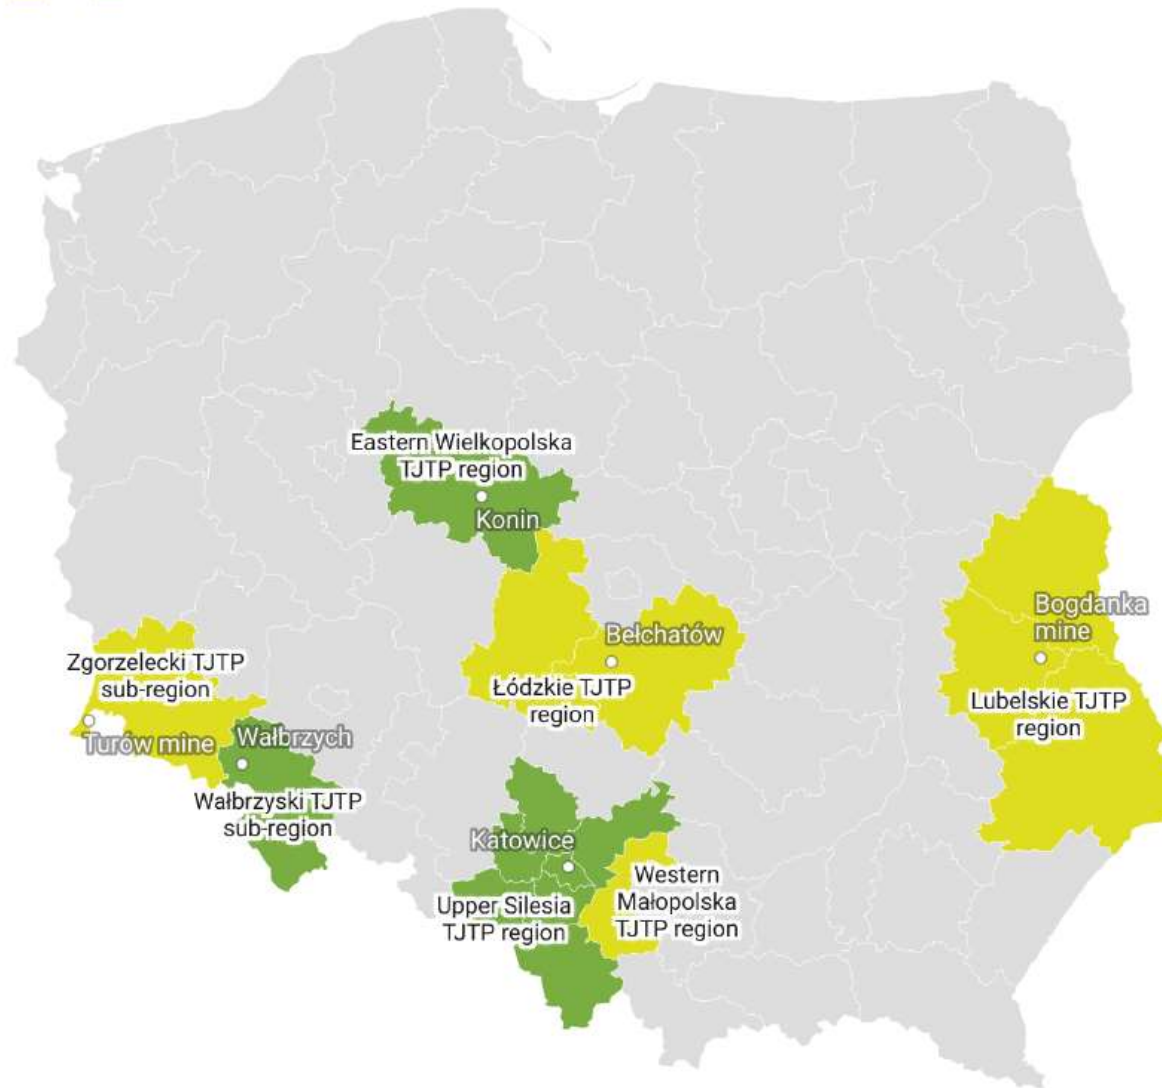 Eastern Wielkopolska
TJTP region
Konin
Bogdanka
mine
Bełchatów
Zgorzelecki TJTP
sub-region
Łódzkie TJTP
region
Lubelskie TJTP
region
Turów mine
Wałbrzych
Wałbrzyski TJTP
sub-region
Katowice
Western
Małopolska
TJTP region
Upper Silesia
TJTP region